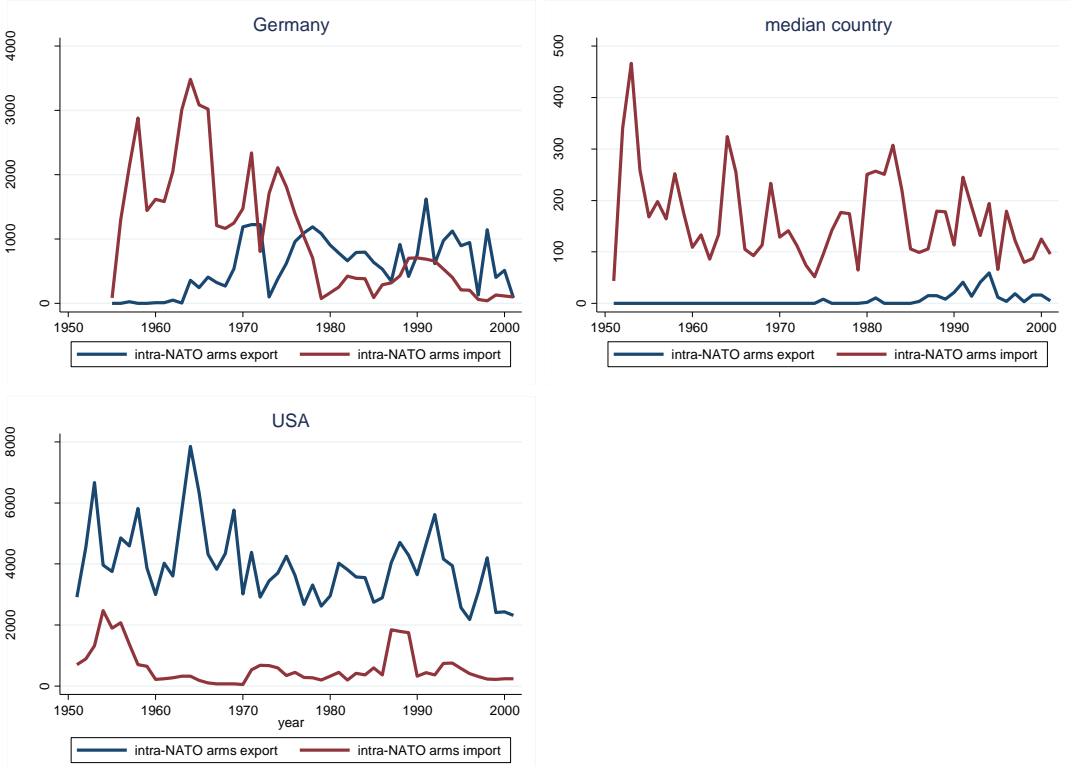 Germany
4000
3000
2000
1000
0
1950 1960 1970 1980 1990 2000
intra-NATO arms export intra-NATO arms import
median country
500
400
300
200
100
0
1950 1960 1970 1980 1990 2000
intra-NATO arms export intra-NATO arms import
USA
8000
6000
4000
2000
0
1950 1960 1970 1980 1990 2000
year
intra-NATO arms export intra-NATO arms import